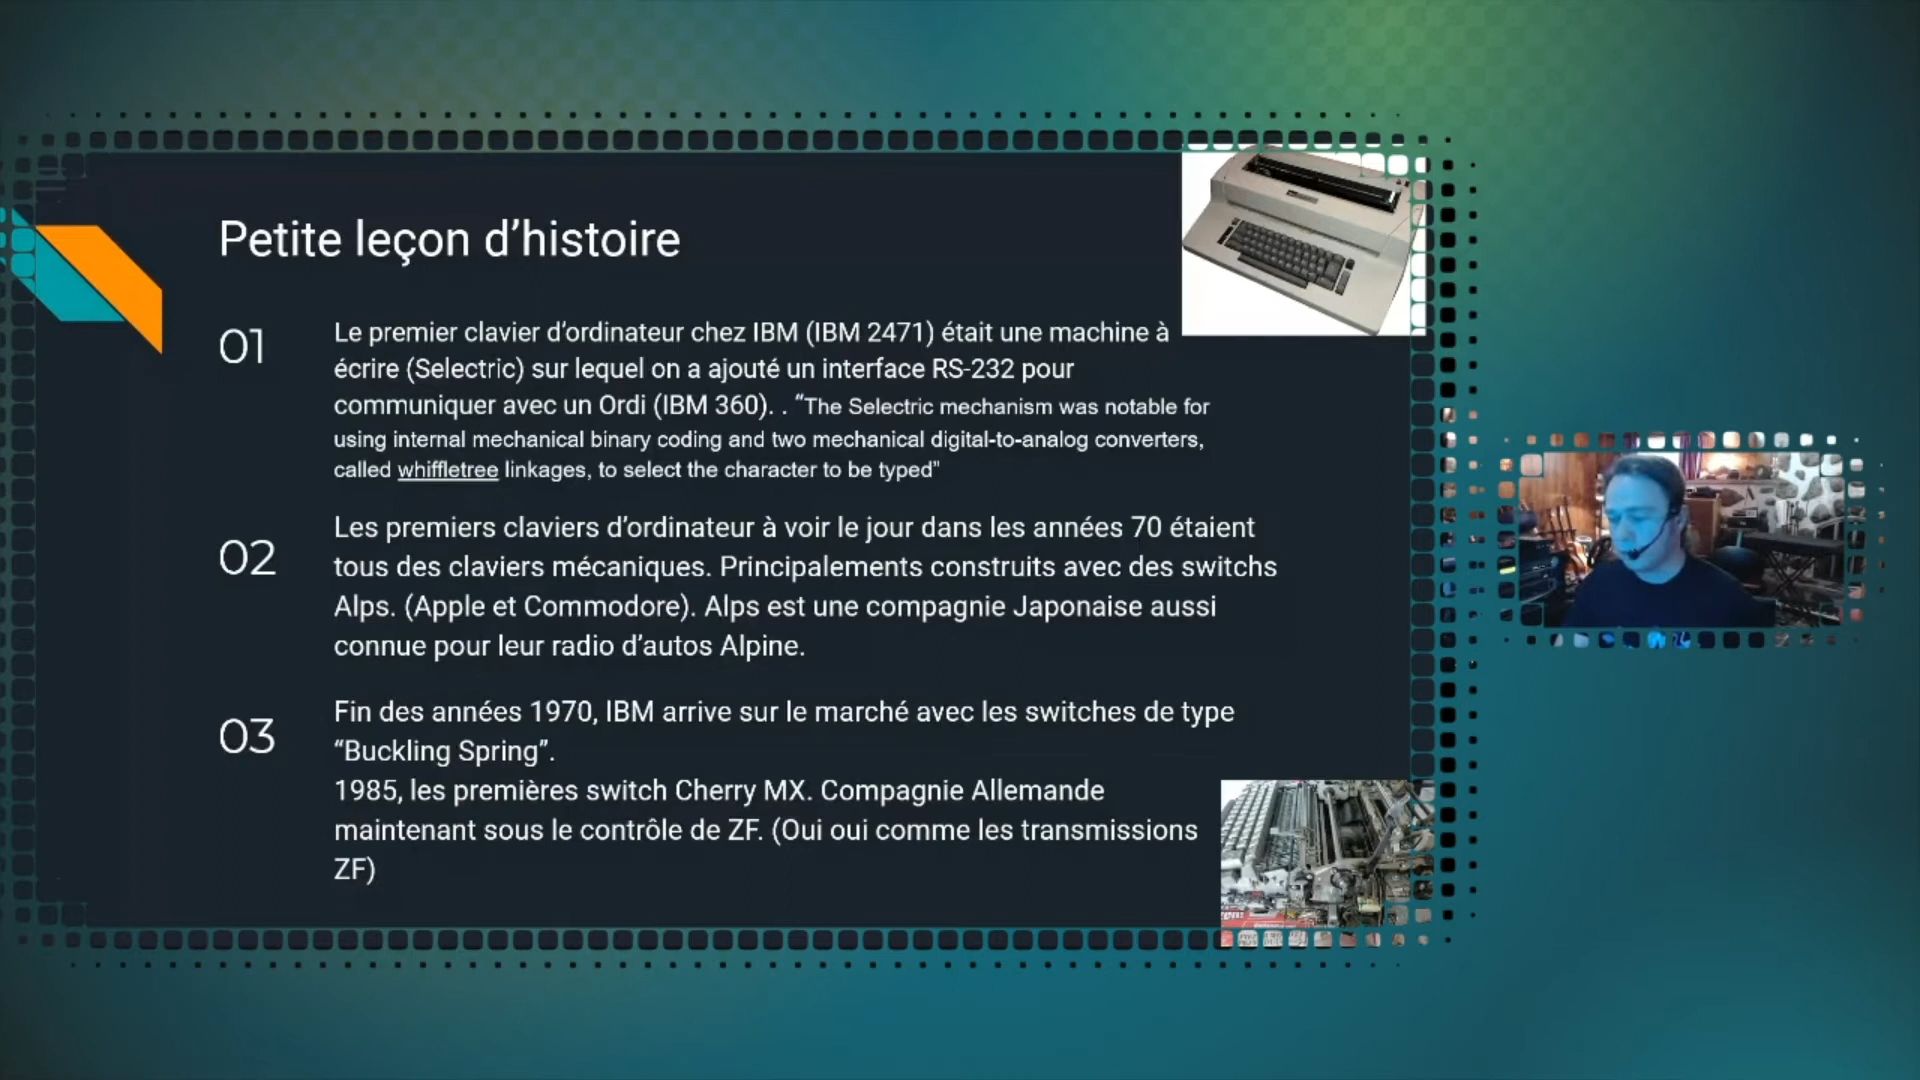 Petite leçon d’histoire
01
Le premier clavier d’ordinateur chez IBM (IBM 2471) était une machine à
écrire (Selectric) sur lequel on a ajouté un interface RS-232 pour
communiquer avec un Ordi (IBM 360). . “The Selectric mechanism was notable for
using internal mechanical binary coding and two mechanical digital-to-analog converters,
called whiffletree linkages, to select the character to be typed"
02
Les premiers claviers d’ordinateur à voir le jour dans les années 70 étaient
tous des claviers mécaniques. Principalements construits avec des switchs
Alps. (Apple et Commodore). Alps est une compagnie Japonaise aussi
connue pour leur radio d’autos Alpine.
03
Fin des années 1970, IBM arrive sur le marché avec les switches de type
“Buckling Spring”.
1985, les premières switch Cherry MX. Compagnie Allemande
maintenant sous le contrôle de ZF. (Oui oui comme les transmissions
ZF)